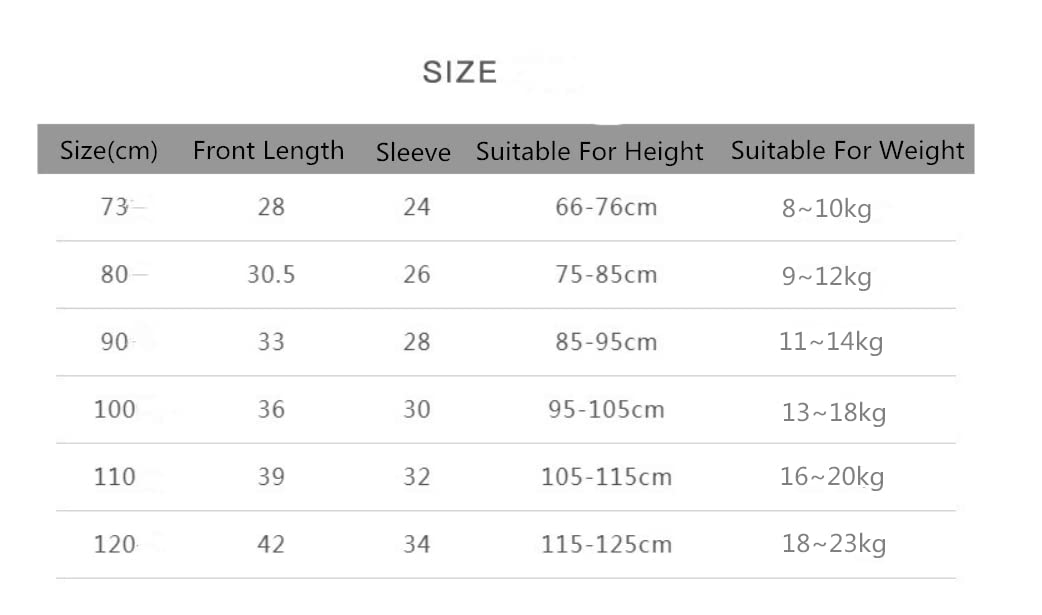 SIZE
Size(cm) Front Length Sleeve Suitable For Height Suitable For Weight
73 28 24 66-76cm 8~10kg
80 30.5 26 75-85cm 9~12kg
90 33 28 85-95cm 11~14kg
100 36 30 95-105cm 13~18kg
110 39 32 105-115cm 16~20kg
120 42 34 115-125cm 18~23kg